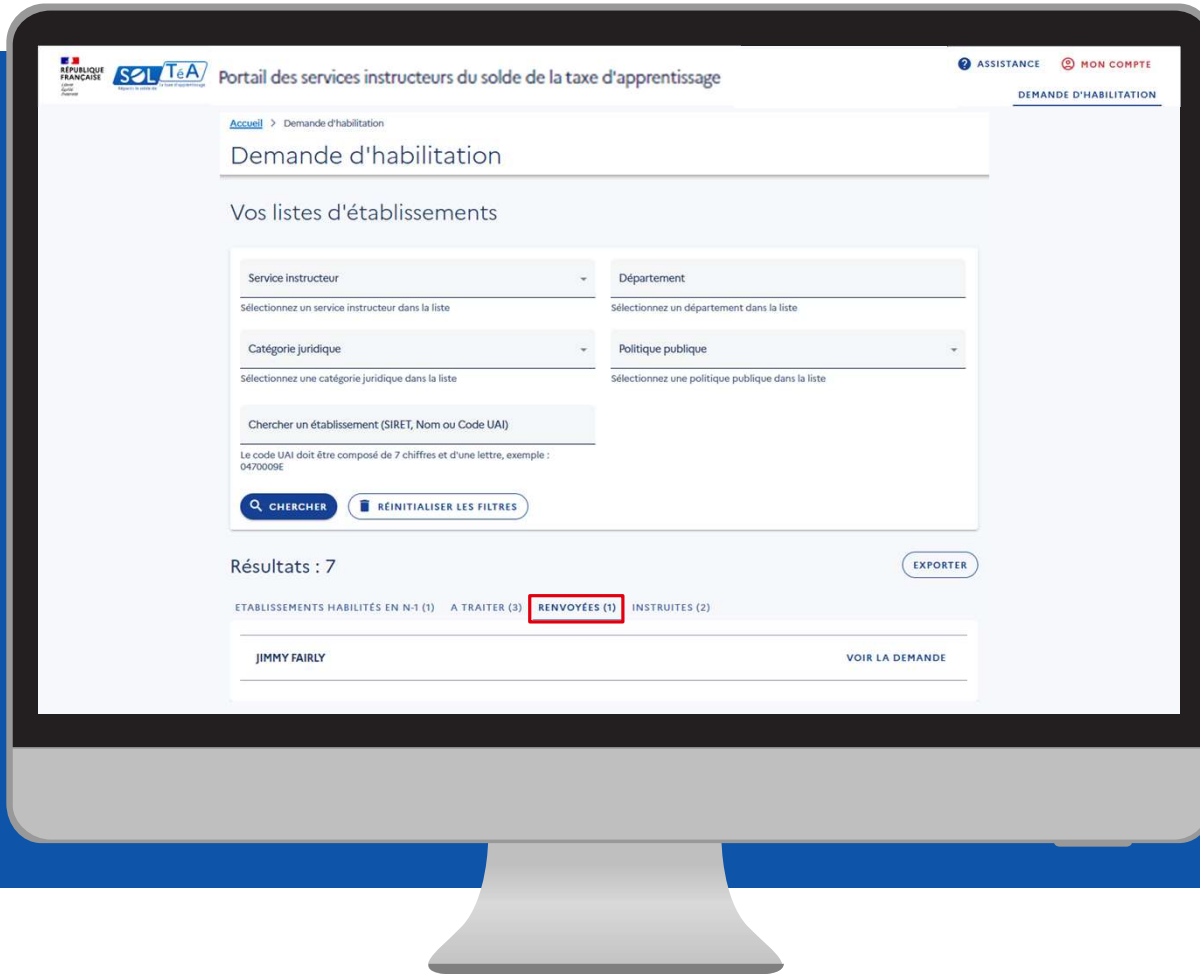 RÉPUBLIQUE
FRANÇAISE
Liberté
Égalité
Fraternité
SOLTéA
Portail des services instructeurs du solde de la taxe d'apprentissage
ASSISTANCE
MON COMPTE
DEMANDE D'HABILITATION
Accueil > Demande d'habilitation
Demande d'habilitation
Vos listes d'établissements
Service instructeur
Sélectionnez un service instructeur dans la liste
Département
Sélectionnez un département dans la liste
Catégorie juridique
Sélectionnez une catégorie juridique dans la liste
Politique publique
Sélectionnez une politique publique dans la liste
Chercher un établissement (SIRET, Nom ou Code UAI)
Le code UAI doit être composé de 7 chiffres et d'une lettre, exemple :
0470009E
CHERCHER
RÉINITIALISER LES FILTRES
Résultats : 7
EXPORTER
ETABLISSEMENTS HABILITÉS EN N-1 (1) A TRAITER (3) RENVOYÉES (1) INSTRUITES (2)
JIMMY FAIRLY
VOIR LA DEMANDE